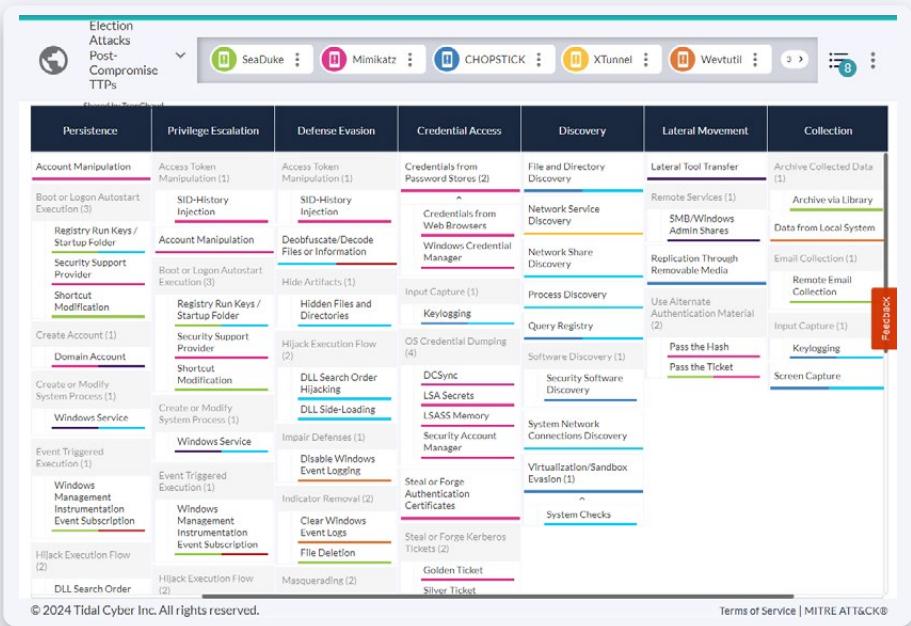 Election
Attacks
Post-
Compromise
TTPs
SeaDuke
Mimikatz
CHOPSTICK
XTunnel
Wevtutil
3
8
Persistence
Account Manipulation
Boot or Logon Autostart
Execution (3)
Registry Run Keys /
Startup Folder
Security Support
Provider
Shortcut
Modification
Create Account (1)
Domain Account
Create or Modify
System Process (1)
Windows Service
Event Triggered
Execution (1)
Windows
Management
Instrumentation
Event Subscription
Hijack Execution Flow
(2)
DLL Search Order
Privilege Escalation
Access Token
Manipulation (1)
SID-History
Injection
Account Manipulation
Boot or Logon Autostart
Execution (3)
Registry Run Keys /
Startup Folder
Security Support
Provider
Shortcut
Modification
Create or Modify
System Process (1)
Windows Service
Event Triggered
Execution (1)
Windows
Management
Instrumentation
Event Subscription
Hijack Execution Flow
(2)
Defense Evasion
Access Token
Manipulation (1)
SID-History
Injection
Deobfuscate/Decode
Files or Information
Hide Artifacts (1)
Hidden Files and
Directories
Hijack Execution Flow
(2)
DLL Search Order
Hijacking
DLL Side-Loading
Impair Defenses (1)
Disable Windows
Event Logging
Indicator Removal (2)
Clear Windows
Event Logs
File Deletion
Masquerading (2)
Credential Access
Credentials from
Password Stores (2)
Credentials from
Web Browsers
Windows Credential
Manager
Input Capture (1)
Keylogging
OS Credential Dumping
(4)
DCSync
LSA Secrets
LSASS Memory
Security Account
Manager
Steal or Forge
Authentication
Certificates
Steal or Forge Kerberos
Tickets (2)
Golden Ticket
Silver Ticket
Discovery
File and Directory
Discovery
Network Service
Discovery
Network Share
Discovery
Process Discovery
Query Registry
Software Discovery (1)
Security Software
Discovery
System Network
Connections Discovery
Virtualization/Sandbox
Evasion (1)
System Checks
Lateral Movement
Lateral Tool Transfer
Remote Services (1)
SMB/Windows
Admin Shares
Replication Through
Removable Media
Use Alternate
Authentication Material
(2)
Pass the Hash
Pass the Ticket
Collection
Archive Collected Data
(1)
Archive via Library
Data from Local System
Email Collection (1)
Remote Email
Collection
Input Capture (1)
Keylogging
Screen Capture
Feedback
© 2024 Tidal Cyber Inc. All rights reserved.
Terms of Service | MITRE ATT&CK®